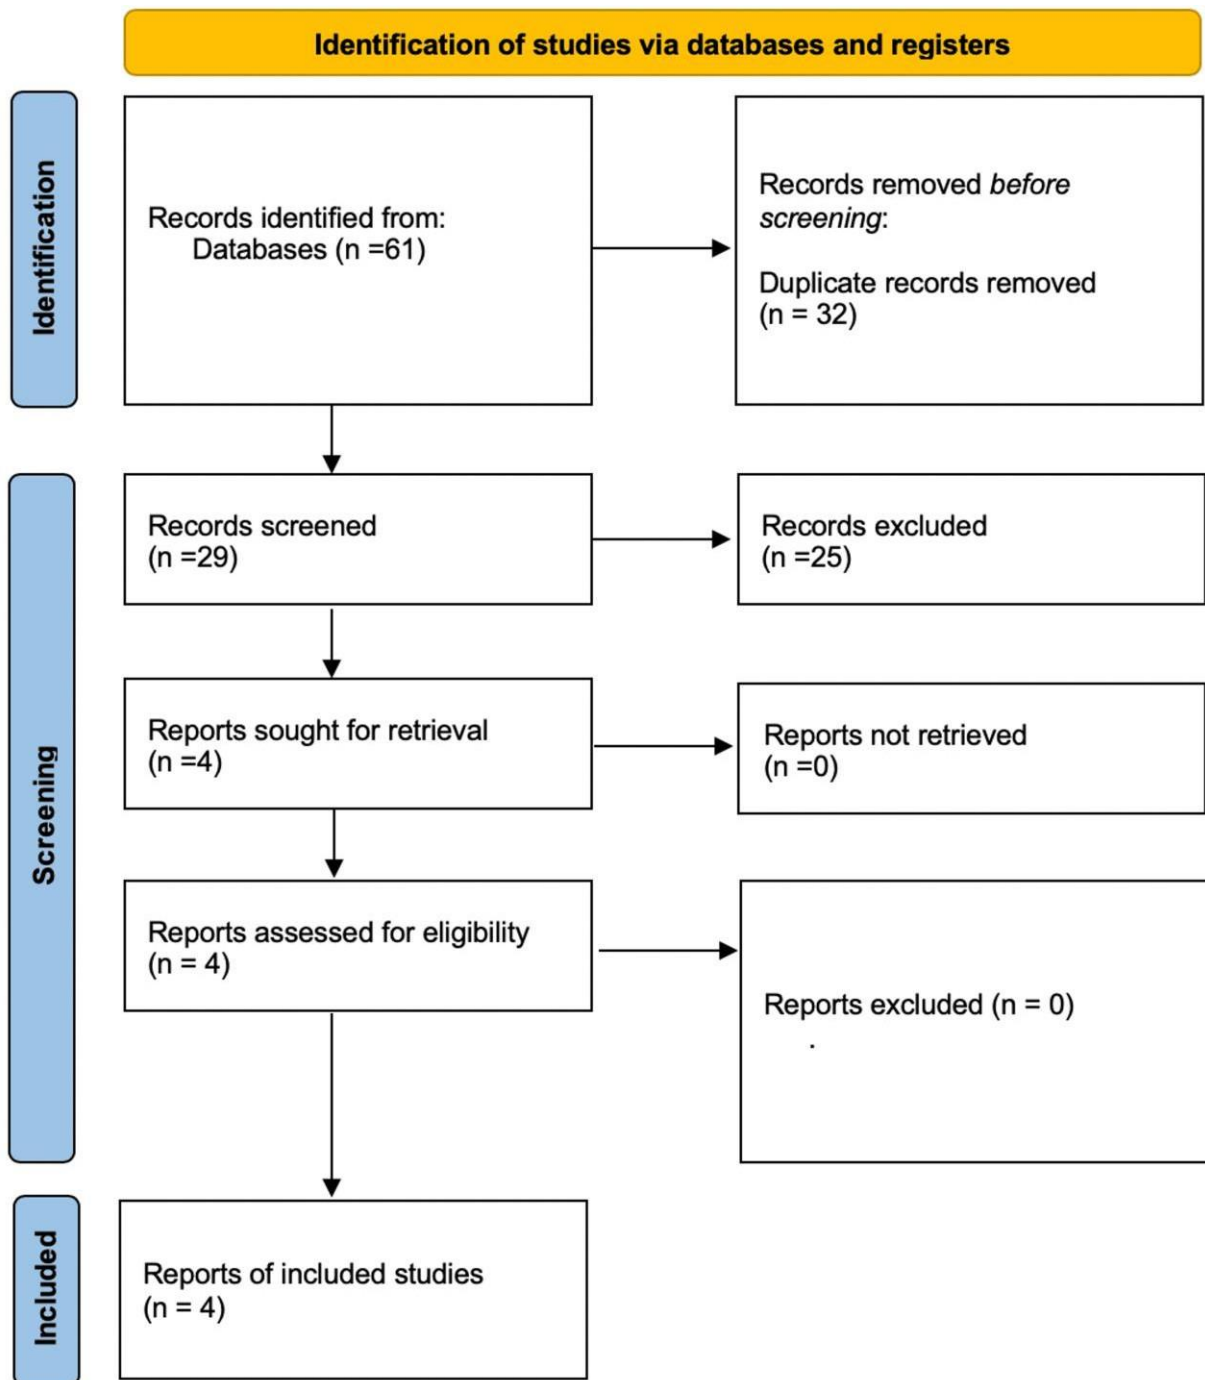 Identification of studies via databases and registers
Identification
Records identified from:
Databases (n =61)
Records removed before
screening:
Duplicate records removed
(n = 32)
Screening
Records screened
(n =29)
Records excluded
(n =25)
Reports sought for retrieval
(n =4)
Reports not retrieved
(n =0)
Reports assessed for eligibility
(n = 4)
Reports excluded (n = 0)
.
Included
Reports of included studies
(n = 4)